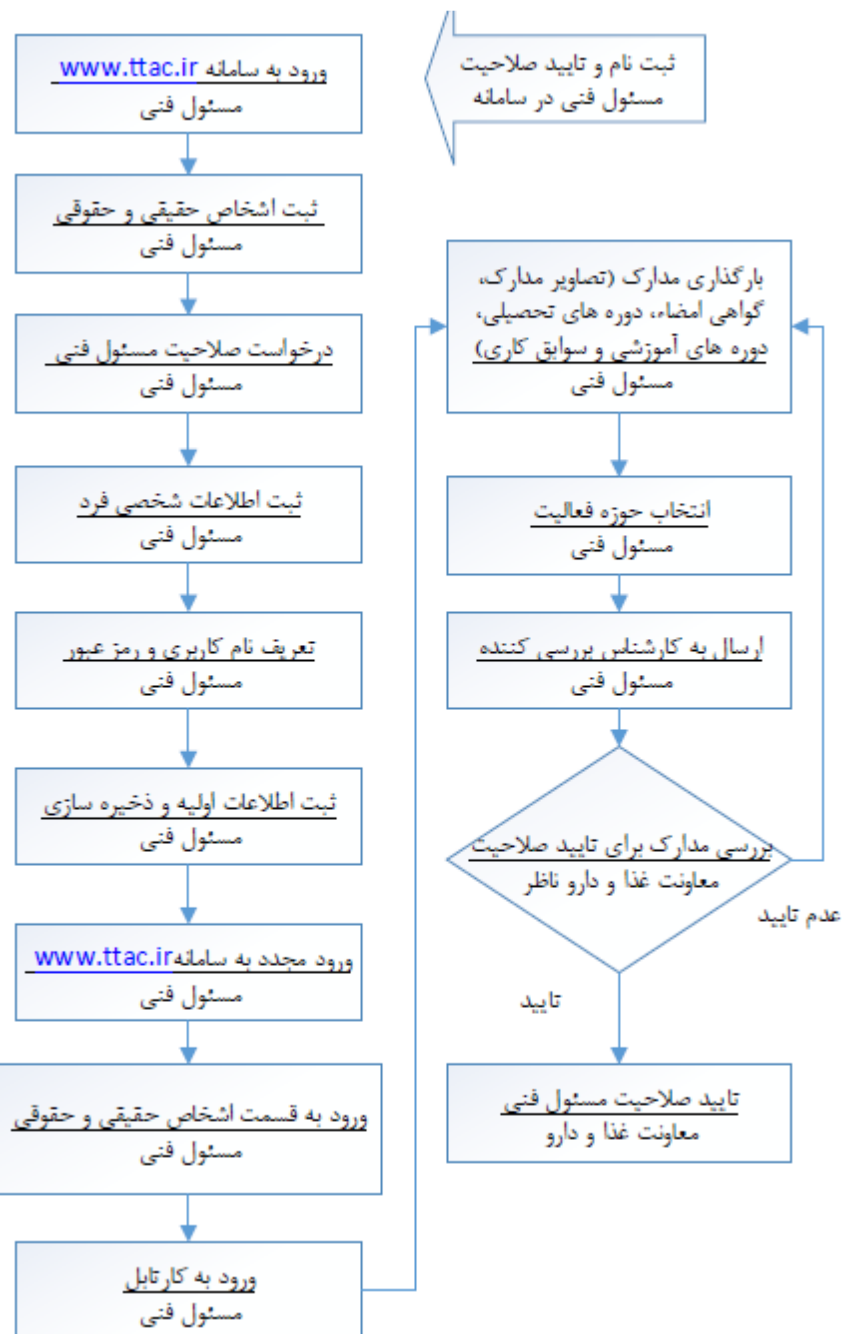 ثبت نام و تایید صلاحیت
مسئول فنی در سامانه
ورود به سامانه www.ttac.ir
مسئول فنی
ثبت اشخاص حقیقی و حقوقی
مسئول فنی
درخواست صلاحیت مسئول فنی
مسئول فنی
ثبت اطلاعات شخصی فرد
مسئول فنی
تعریف نام کاربری و رمز عبور
مسئول فنی
ثبت اطلاعات اولیه و ذخیره سازی
مسئول فنی
ورود مجدد به سامانه www.ttac.ir
مسئول فنی
ورود به قسمت اشخاص حقیقی و حقوقی
مسئول فنی
ورود به کارتابل
مسئول فنی
بارگذاری مدارک (تصاویر مدارک،
گواهی امضاء، دوره های تحصیلی،
دوره های آموزشی و سوابق کاری)
مسئول فنی
انتخاب حوزه فعالیت
مسئول فنی
ارسال به کارشناس بررسی کننده
مسئول فنی
بررسی مدارک برای تایید صلاحیت
معاونت غذا و دارو ناظر
عدم تایید
تایید
تایید صلاحیت مسئول فنی
معاونت غذا و دارو